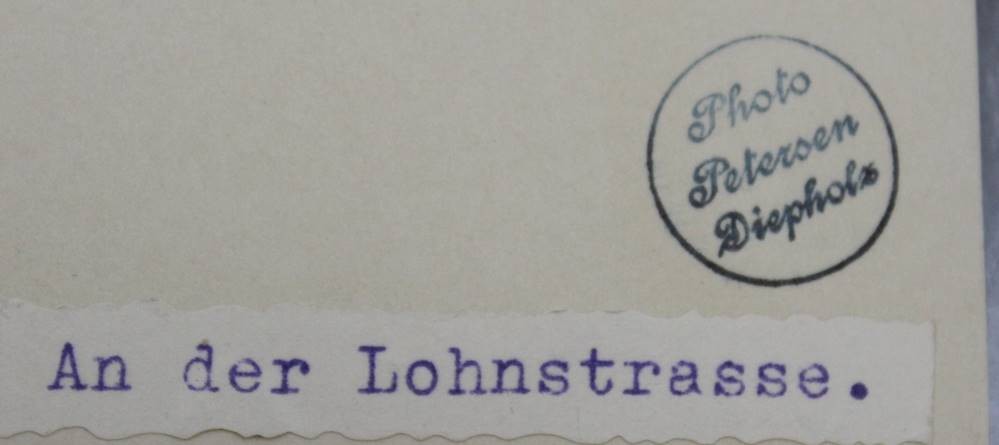 Photo
Petersen
Diepholz
An der Lohnstrasse.